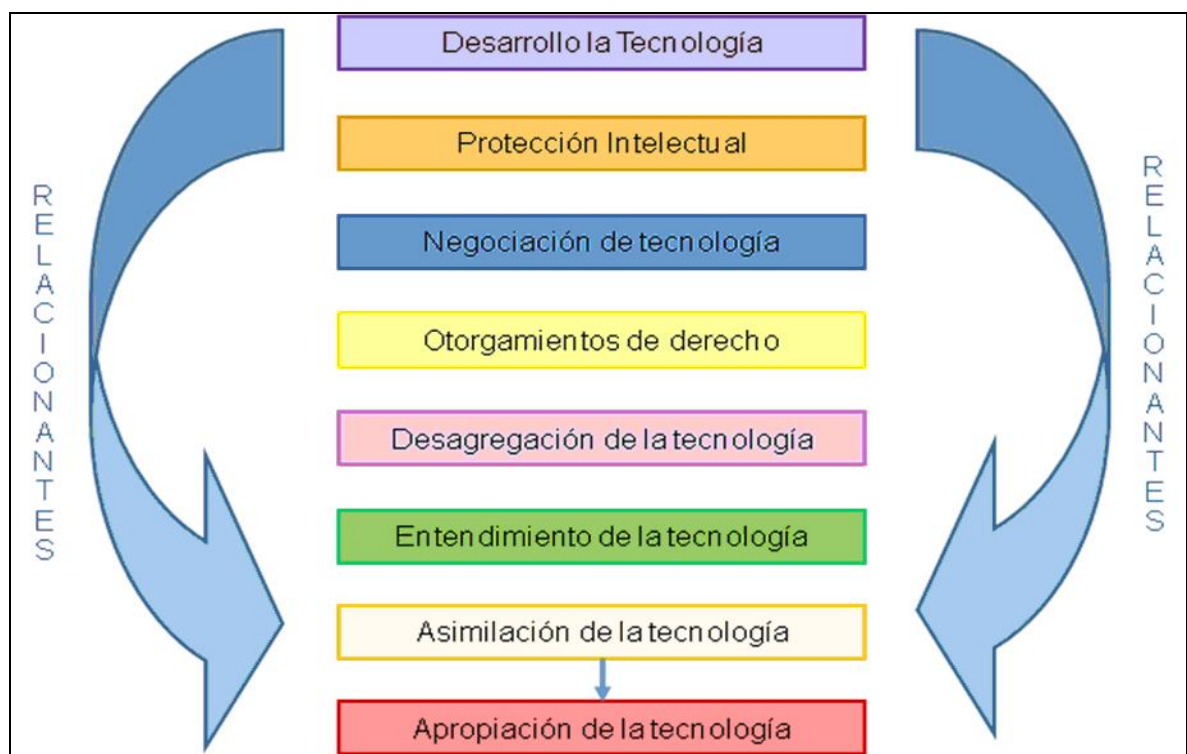 RELACIONANTES
Desarrollo la Tecnología
Protección Intelectual
Negociación de tecnología
Otorgamientos de derecho
Desagregación de la tecnología
Entendimiento de la tecnología
Asimilación de la tecnología
Apropiación de la tecnología
RELACIONANTES